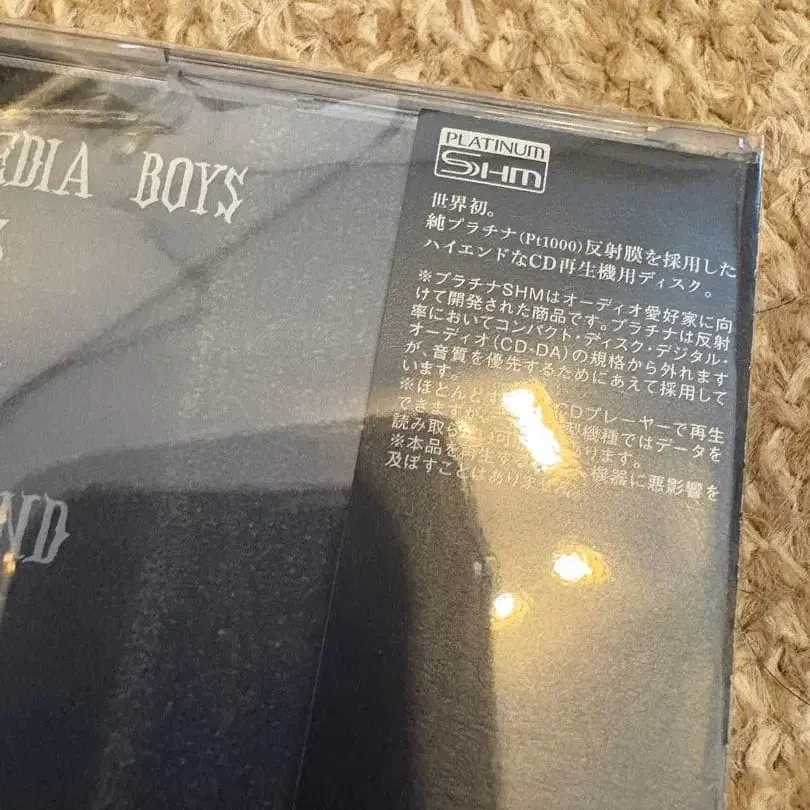 EDIA BOYS
ND
PLATINUM
SHM
世界初。
純プラチナ(Pt1000)反射膜を採用した
ハイエンドなCD再生機用ディスク。
※プラチナSHMはオーディオ愛好家に向
けて開発された商品です。プラチナは反射
率においてコンパクト・ディスク・デジタル・
オーディオ(CD-DA)の規格から外れます
が、音質を優先するためにあえて採用して
います。
※ほとんど CDプレーヤーで再生
できますが 型機種ではデータを
読み取ら あります。
※本品を再生す 機器に悪影響を
及ぼすことはありません。